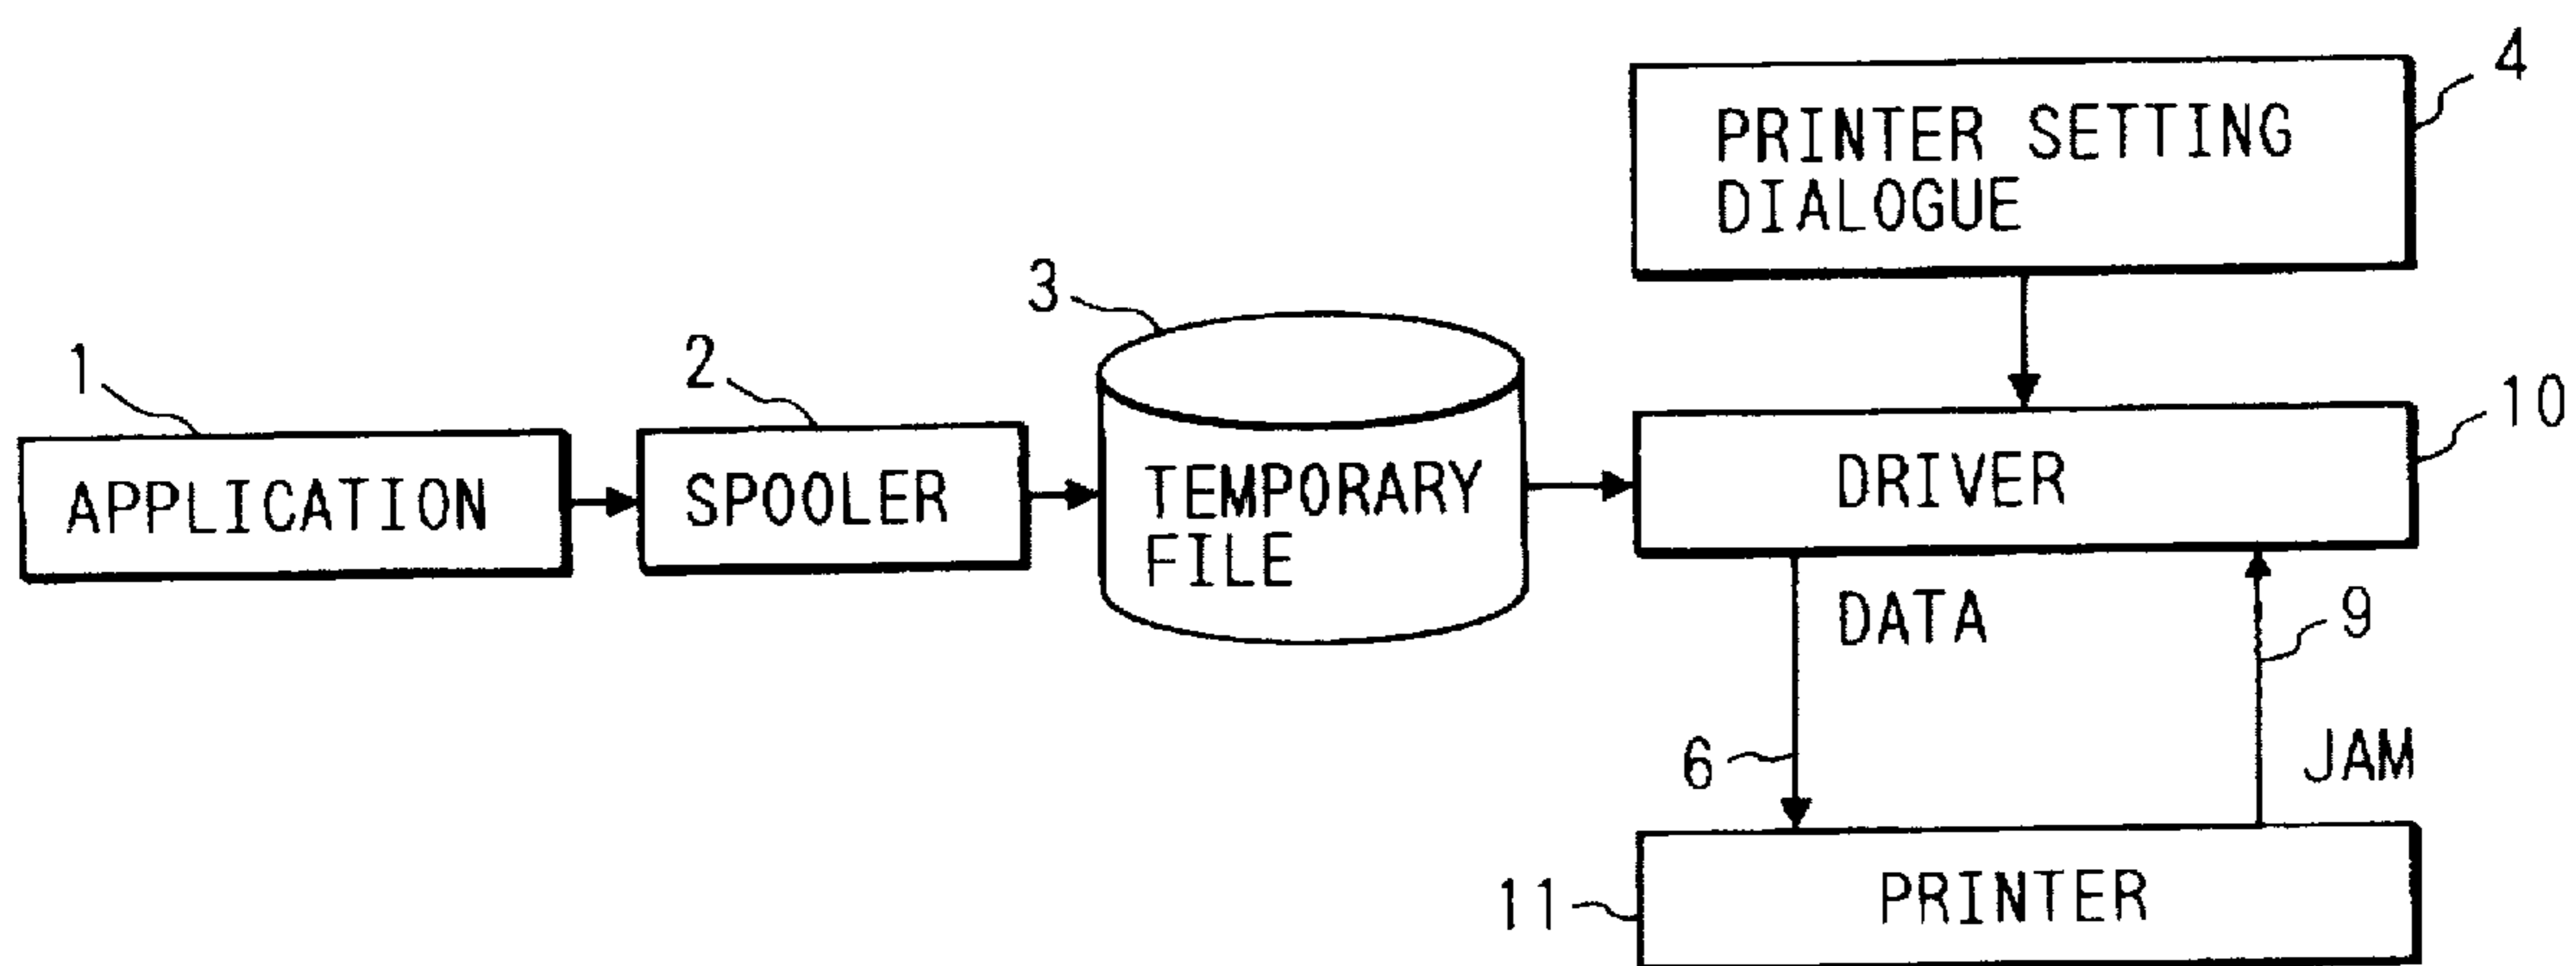 4
PRINTER SETTING
DIALOGUE
3
1
2
10
APPLICATION
SPOOLER
TEMPORARY
FILE
DRIVER
DATA
9
6
JAM
11
PRINTER